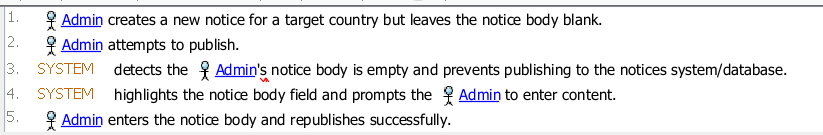 1. Admin creates a new notice for a target country but leaves the notice body blank.
2. Admin attempts to publish.
3. SYSTEM detects the Admin's notice body is empty and prevents publishing to the notices system/database.
4. SYSTEM highlights the notice body field and prompts the Admin to enter content.
5. Admin enters the notice body and republishes successfully.